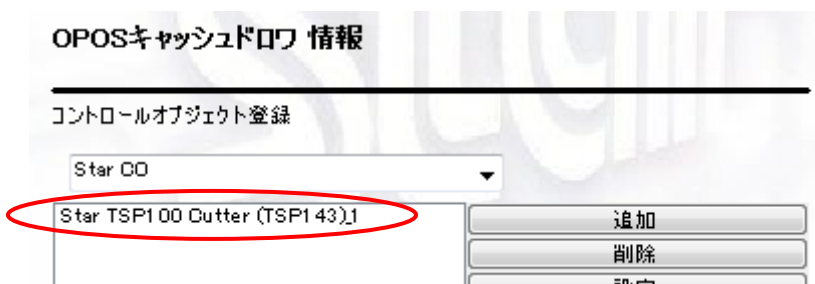 OPOSキャッシュドロワ 情報
コントロールオブジェクト登録
Star CO
Star TSP100 Cutter (TSP143)_1
追加
削除
設定